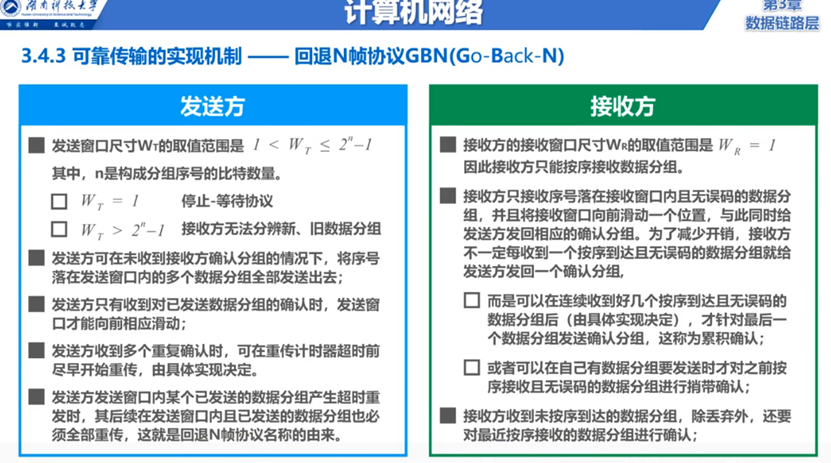 湖南科技大学
计算机网络
第3章
数据链路层
3.4.3 可靠传输的实现机制 —— 回退N帧协议GBN(Go-Back-N)
发送方
发送窗口尺寸WT的取值范围是 1 < WT ≤ 2^n–1
其中，n是构成分组序号的比特数量。
WT = 1 停止-等待协议
WT > 2^n–1 接收方无法分辨新、旧数据分组
发送方可在未收到接收方确认分组的情况下，将序号
落在发送窗口内的多个数据分组全部发送出去；
发送方只有收到对已发送数据分组的确认时，发送窗
口才能向前相应滑动；
发送方收到多个重复确认时，可在重传计时器超时前
尽早开始重传，由具体实现决定。
发送方发送窗口内某个已发送的数据分组产生超时重
发时，其后续在发送窗口内且已发送的数据分组也必
须全部重传，这就是回退N帧协议名称的由来。
接收方
接收方的接收窗口尺寸WR的取值范围是 WR = 1
因此接收方只能按序接收数据分组。
接收方只接收序号落在接收窗口内且无误码的数据分
组，并且将接收窗口向前滑动一个位置，与此同时给
发送方发回相应的确认分组。为了减少开销，接收方
不一定每收到一个按序到达且无误码的数据分组就给
发送方发回一个确认分组，
而是可以在连续收到好几个按序到达且无误码的
数据分组后（由具体实现决定），才针对最后一
个数据分组发送确认分组，这称为累积确认；
或者可以在自己有数据分组要发送时才对之前按
序接收且无误码的数据分组进行捎带确认；
接收方收到未按序到达的数据分组，除丢弃外，还要
对最近按序接收的数据分组进行确认；